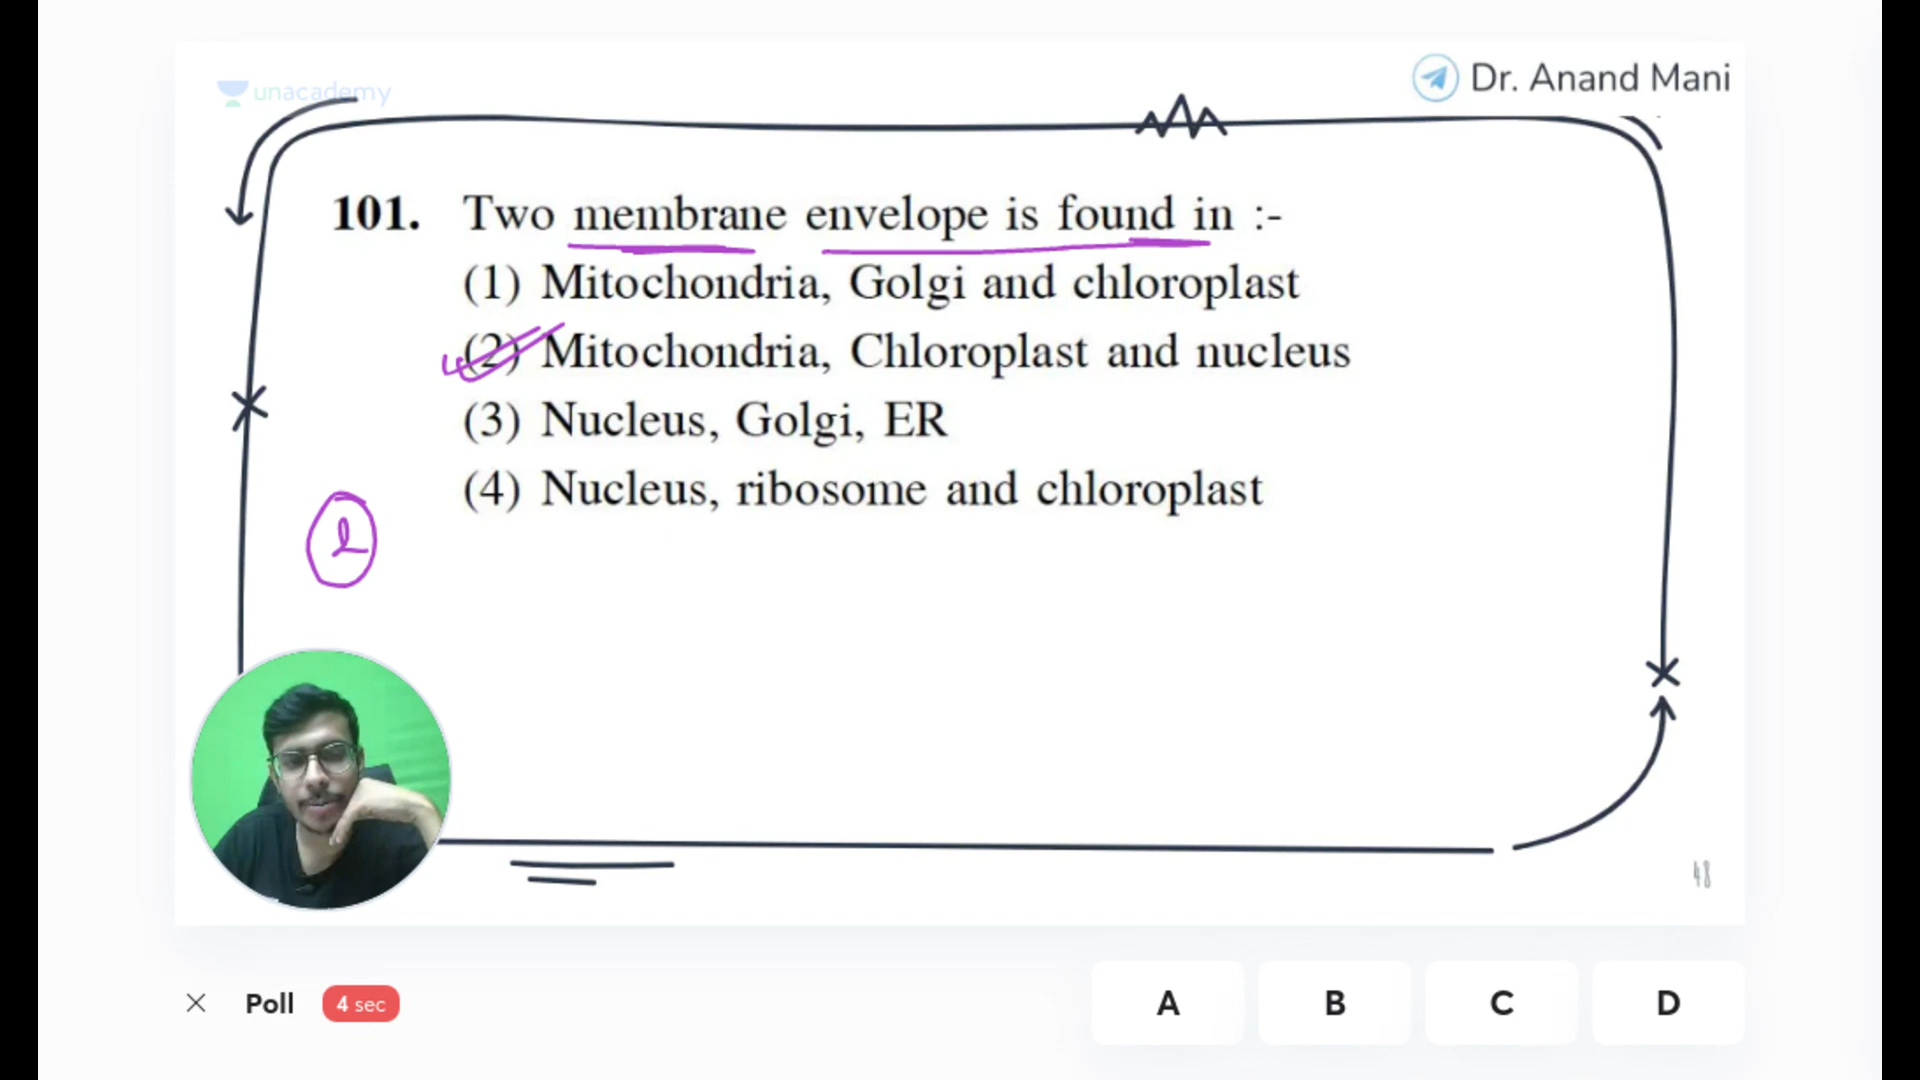 unacademy
Dr. Anand Mani
101. Two membrane envelope is found in :-
(1) Mitochondria, Golgi and chloroplast
(2) Mitochondria, Chloroplast and nucleus
(3) Nucleus, Golgi, ER
(4) Nucleus, ribosome and chloroplast
2
48
Poll 4 sec A B C D